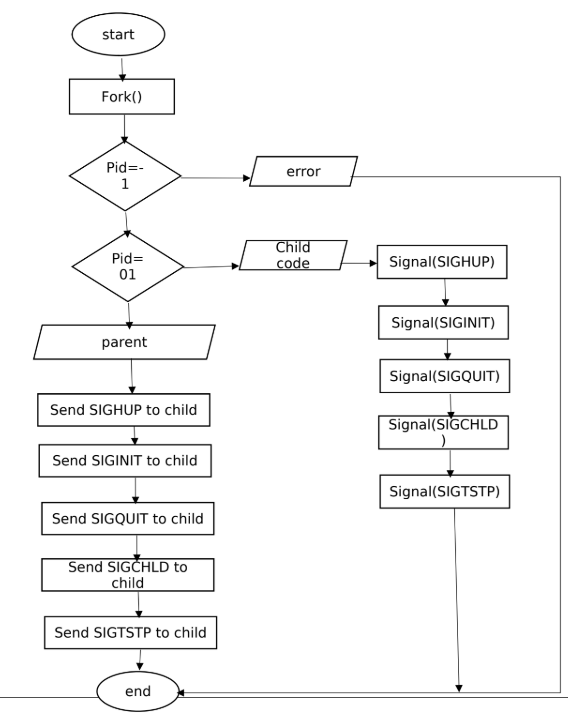 start
Fork()
Pid=-
1
error
Pid=
01
Child
code
Signal(SIGHUP)
Signal(SIGINIT)
parent
Signal(SIGQUIT)
Send SIGHUP to child
Signal(SIGCHLD
)
Send SIGINIT to child
Signal(SIGTSTP)
Send SIGQUIT to child
Send SIGCHLD to
child
Send SIGTSTP to child
end